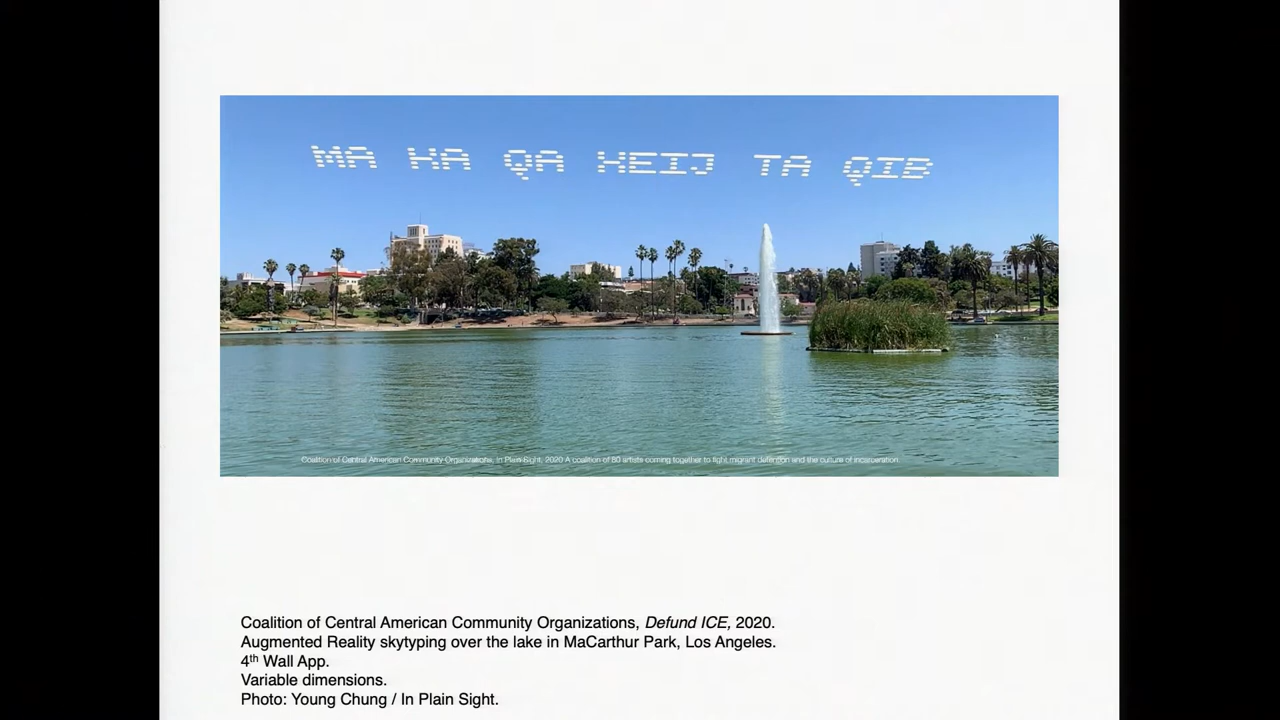 MA KA QA XEIJ TA QIB
Coalition of Central American Community Organizations, In Plain Sight, 2020 A coalition of 80 artists coming together to fight migrant detention and the culture of incarceration.
Coalition of Central American Community Organizations, Defund ICE, 2020.
Augmented Reality skytyping over the lake in MacArthur Park, Los Angeles.
4th Wall App.
Variable dimensions.
Photo: Young Chung / In Plain Sight.